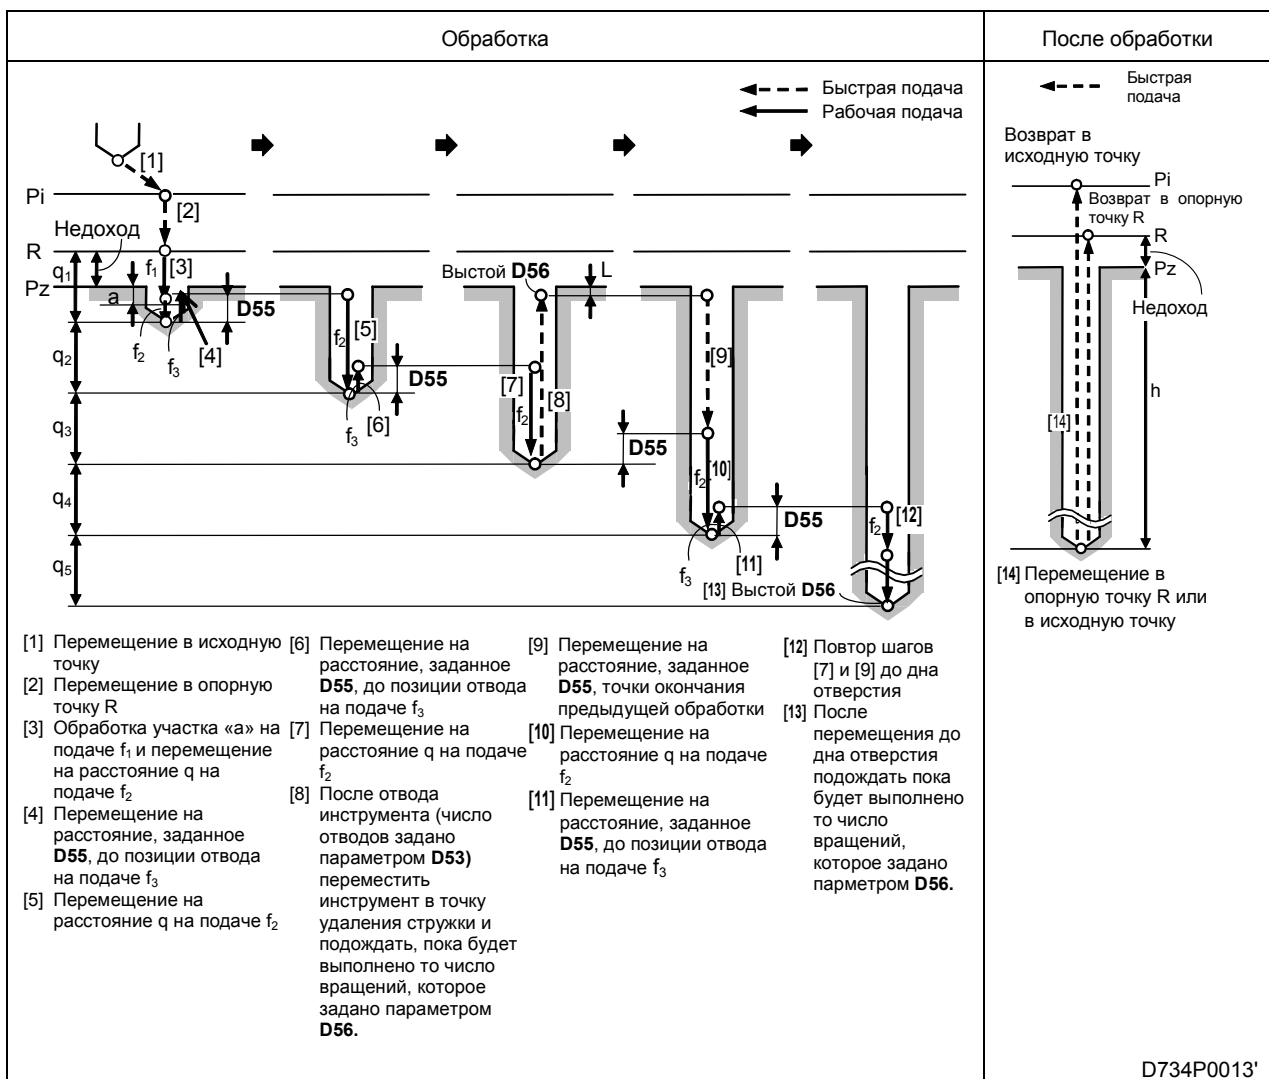 Обработка
После обработки
Быстрая подача
Рабочая подача
[1]
Pi
[2]
Недоход
R
q1
f1
[3]
Pz
a
D55
f2
f3
[4]
q2
f2
[5]
D55
f3
[6]
Выстой D56
L
[7]
f2
[8]
q3
[9]
D55
q4
f2
[10]
D55
f3
[11]
q5
[12]
f2
[13] Выстой D56
Быстрая
подача
Возврат в
исходную точку
Pi
Возврат в опорную
точку R
R
Pz
Недоход
h
[14]
[14] Перемещение в
опорную точку R или
в исходную точку
[1] Перемещение в исходную
точку
[2] Перемещение в опорную
точку R
[3] Обработка участка «а» на
подаче f1 и перемещение
на расстояние q на
подаче f2
[4] Перемещение на
расстояние, заданное
D55, до позиции отвода
на подаче f3
[5] Перемещение на
расстояние q на подаче f2
[6] Перемещение на
расстояние, заданное
D55, до позиции отвода
на подаче f3
[7] Перемещение на
расстояние q на подаче
f2
[8] После отвода
инструмента (число
отводов задано
параметром D53)
переместить
инструмент в точку
удаления стружки и
подождать, пока будет
выполнено то число
вращений, которое
задано параметром
D56.
[9] Перемещение на
расстояние, заданное
D55, точки окончания
предыдущей обработки
[10] Перемещение на
расстояние q на подаче
f2
[11] Перемещение на
расстояние, заданное
D55, до позиции отвода
на подаче f3
[12] Повтор шагов
[7] и [9] до дна
отверстия
[13] После
перемещения до
дна отверстия
подождать пока
будет выполнено
то число
вращений,
которое задано
парметром D56.
D734P0013'